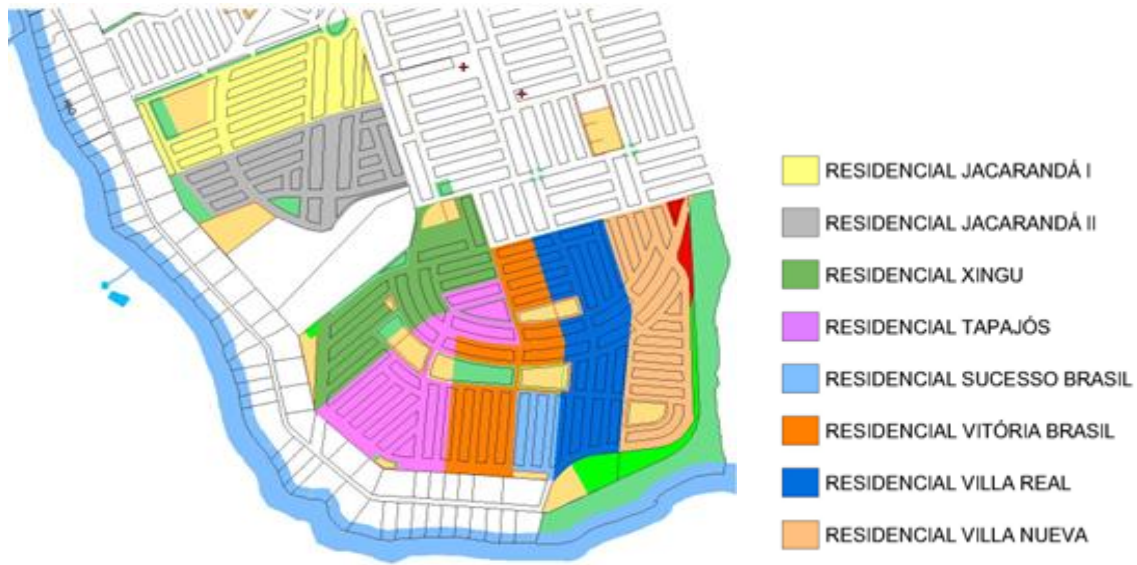 RESIDENCIAL JACARANDÁ I
RESIDENCIAL JACARANDÁ II
RESIDENCIAL XINGU
RESIDENCIAL TAPAJÓS
RESIDENCIAL SUCESSO BRASIL
RESIDENCIAL VITÓRIA BRASIL
RESIDENCIAL VILLA REAL
RESIDENCIAL VILLA NUEVA